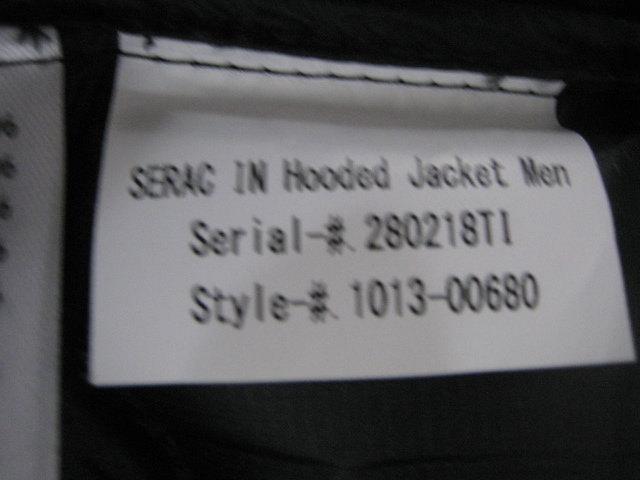 SERAC IN Hooded Jacket Men
Serial-#. 280218TI
Style-#. 1013-00680